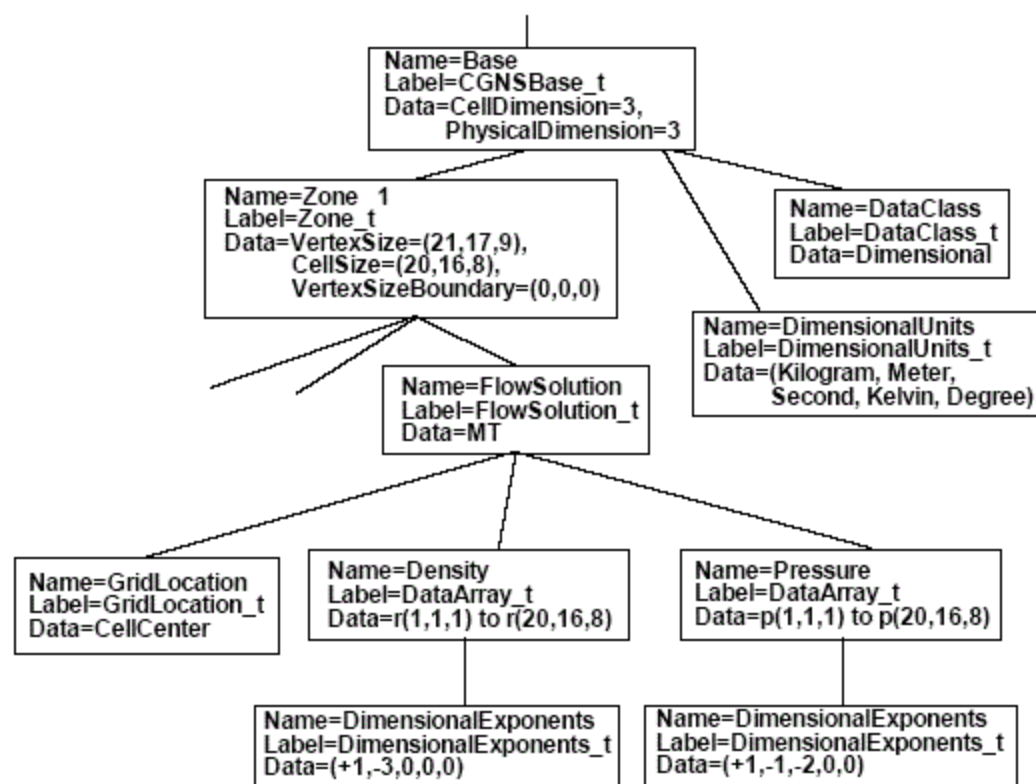 Name=Base
Label=CGNSBase_t
Data=CellDimension=3,
PhysicalDimension=3
Name=Zone 1
Label=Zone_t
Data=VertexSize=(21,17,9),
CellSize=(20,16,8),
VertexSizeBoundary=(0,0,0)
Name=DataClass
Label=DataClass_t
Data=Dimensional
Name=DimensionalUnits
Label=DimensionalUnits_t
Data=(Kilogram, Meter,
Second, Kelvin, Degree)
Name=FlowSolution
Label=FlowSolution_t
Data=MT
Name=GridLocation
Label=GridLocation_t
Data=CellCenter
Name=Density
Label=DataArray_t
Data=r(1,1,1) to r(20,16,8)
Name=Pressure
Label=DataArray_t
Data=p(1,1,1) to p(20,16,8)
Name=DimensionalExponents
Label=DimensionalExponents_t
Data=(+1,-3,0,0,0)
Name=DimensionalExponents
Label=DimensionalExponents_t
Data=(+1,-1,-2,0,0)